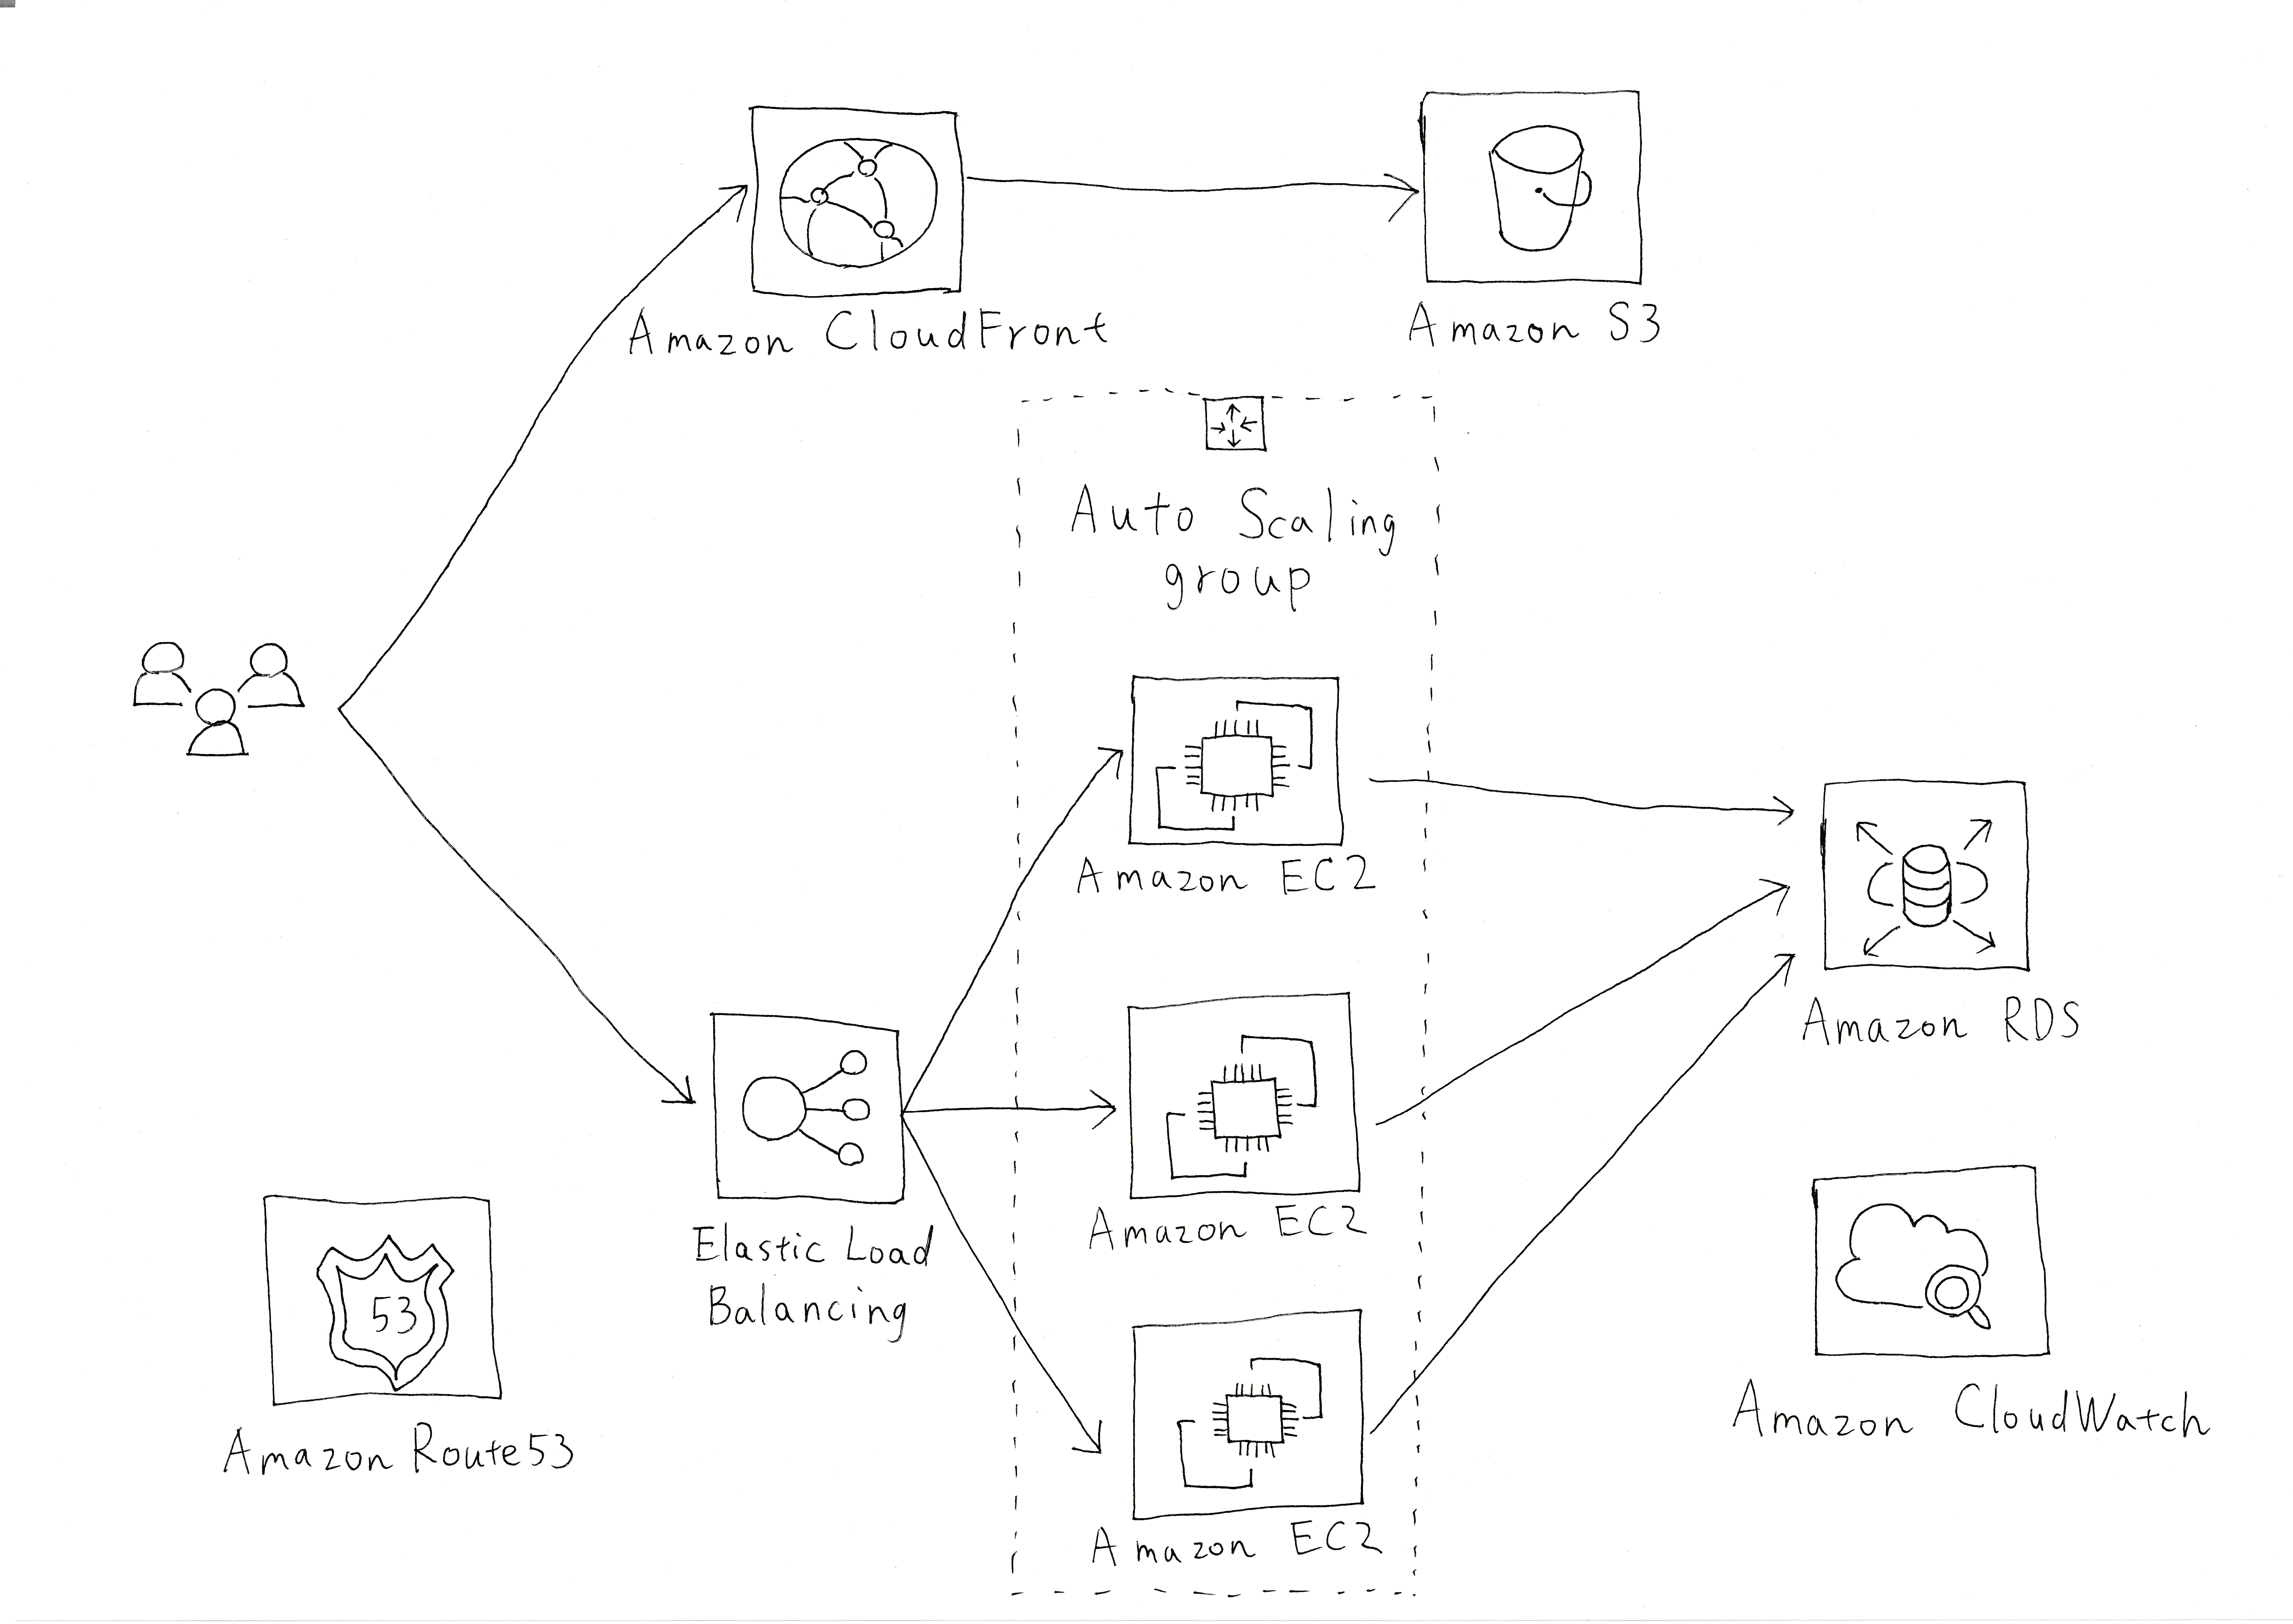 Amazon CloudFront
Amazon S3
Auto Scaling
group
Amazon EC2
Amazon RDS
Elastic Load
Balancing
Amazon EC2
53
Amazon Route53
Amazon CloudWatch
Amazon EC2